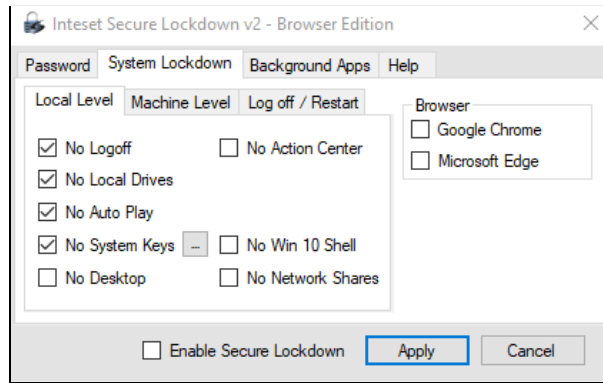 Inteset Secure Lockdown v2 - Browser Edition
Password System Lockdown Background Apps Help
Local Level Machine Level Log off / Restart
Browser
Google Chrome
Microsoft Edge
No Logoff No Action Center
No Local Drives
No Auto Play
No System Keys ... No Win 10 Shell
No Desktop No Network Shares
Enable Secure Lockdown Apply Cancel